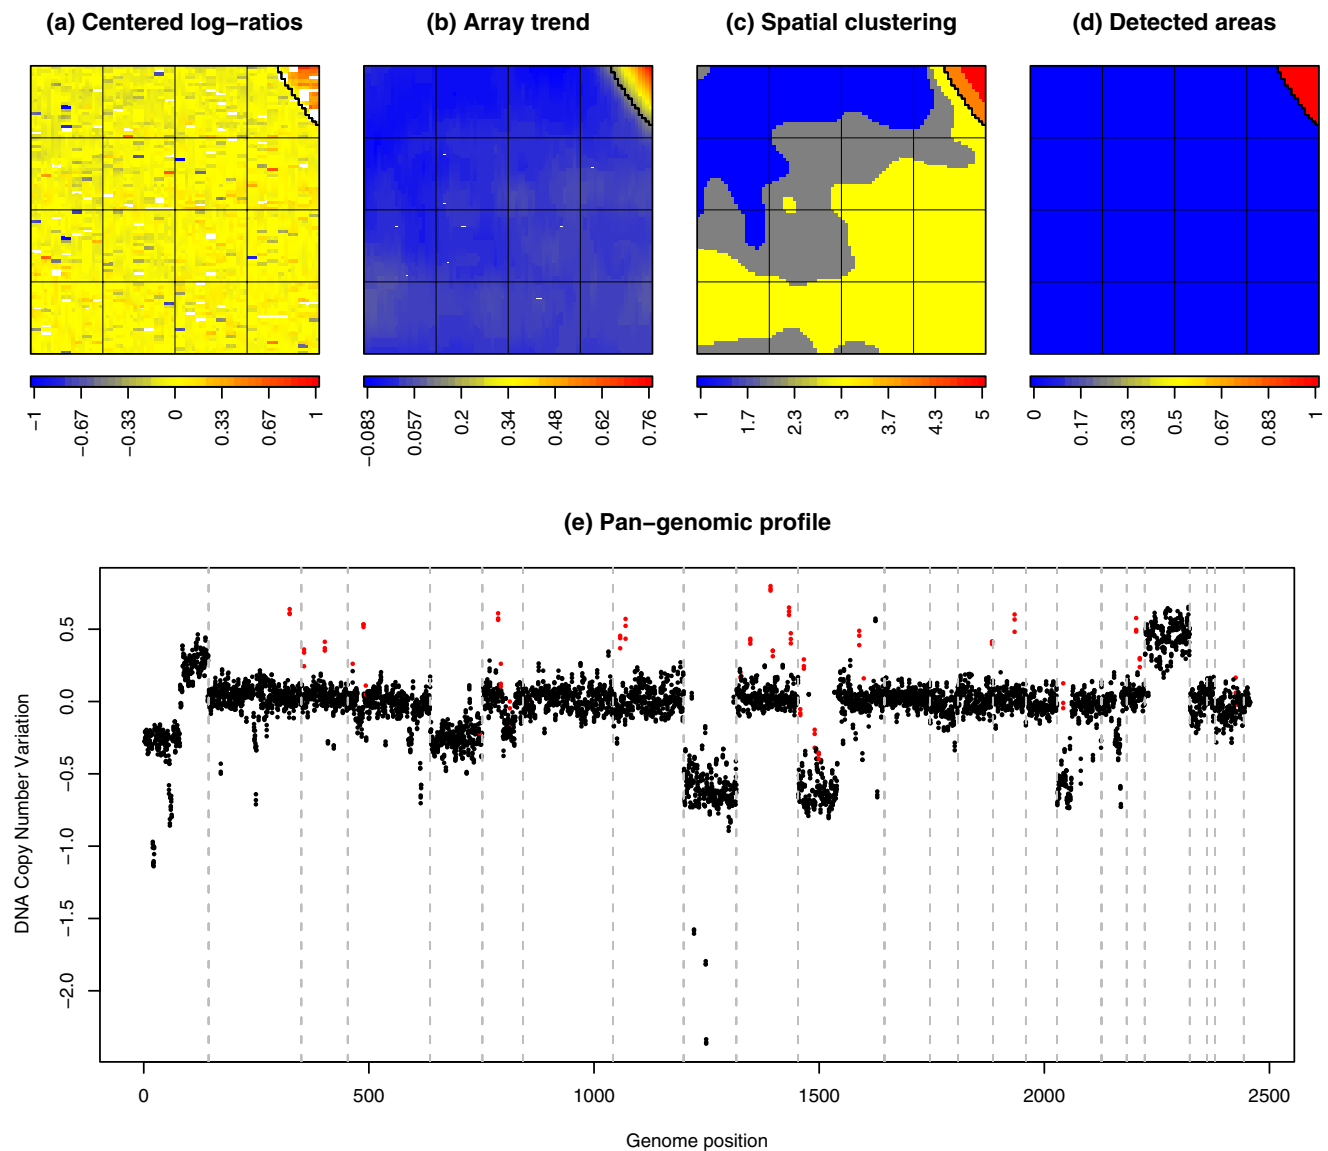 (a) Centered log−ratios
(b) Array trend
(c) Spatial clustering
(d) Detected areas
−1 −0.67 −0.33 0 0.33 0.67 1
−0.083 0.057 0.2 0.34 0.48 0.62 0.76
1 1.7 2.3 3 3.7 4.3 5
0 0.17 0.33 0.5 0.67 0.83 1
(e) Pan−genomic profile
DNA Copy Number Variation
0.5
0.0
−0.5
−1.0
−1.5
−2.0
0 500 1000 1500 2000 2500
Genome position